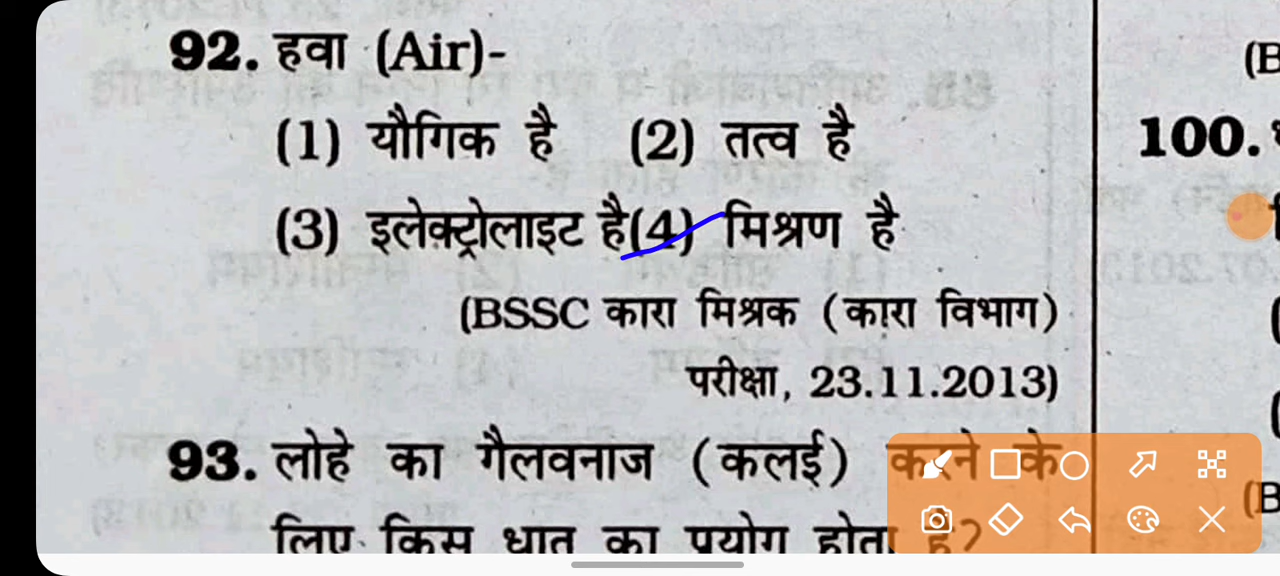 92. हवा (Air)-
(1) यौगिक है (2) तत्व है
(3) इलेक्ट्रोलाइट है(4) मिश्रण है
(BSSC कारा मिश्रक (कारा विभाग)
परीक्षा, 23.11.2013)
93. लोहे का गैलवनाज (कलई) करने के
लिए किस धातु का प्रयोग होता है?
(B
100.
(B